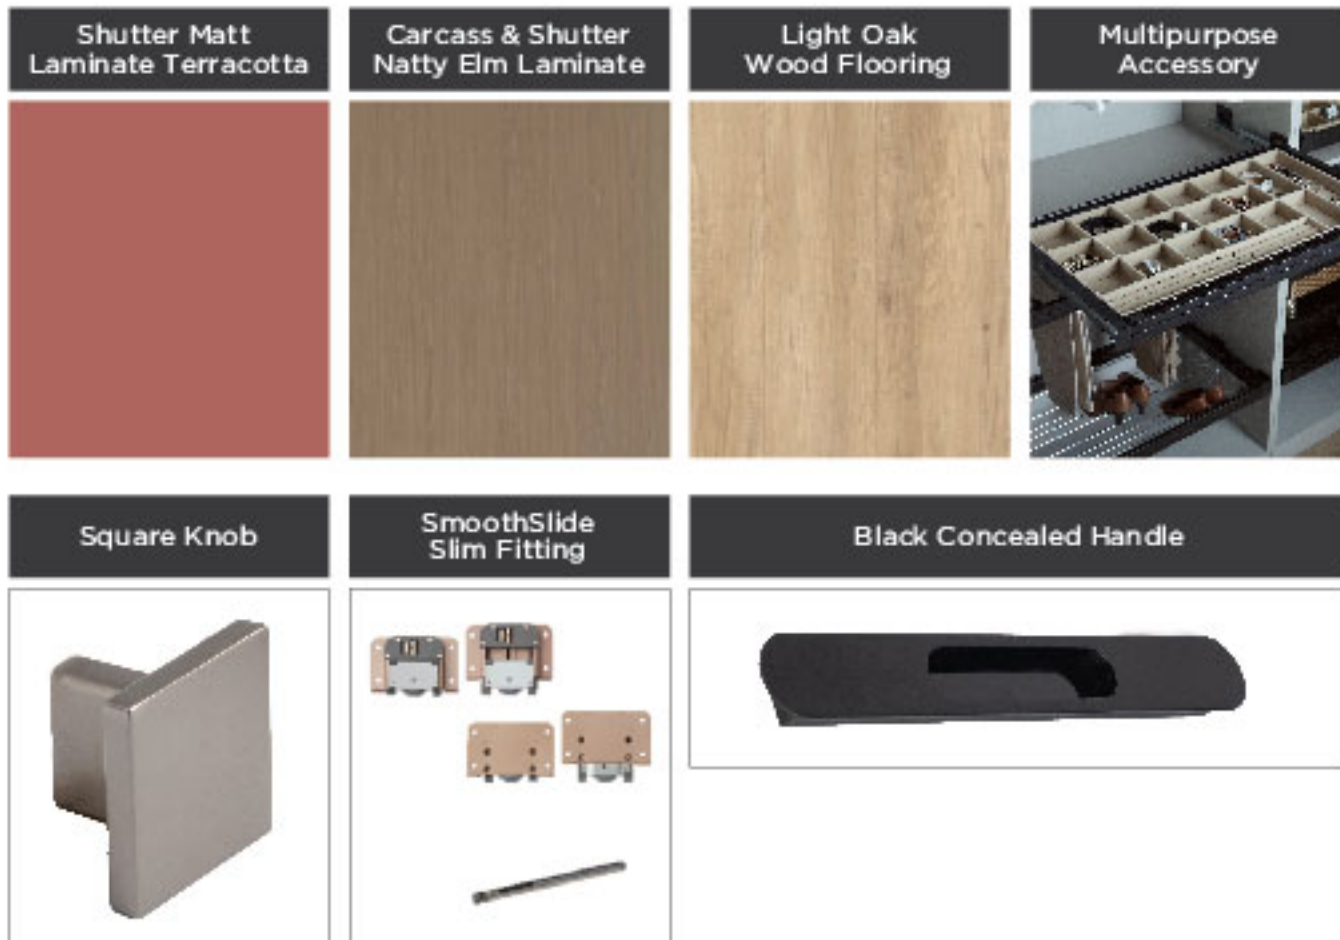 Shutter Matt
Laminate Terracotta
Carcass & Shutter
Natty Elm Laminate
Light Oak
Wood Flooring
Multipurpose
Accessory
Square Knob
SmoothSlide
Slim Fitting
Black Concealed Handle